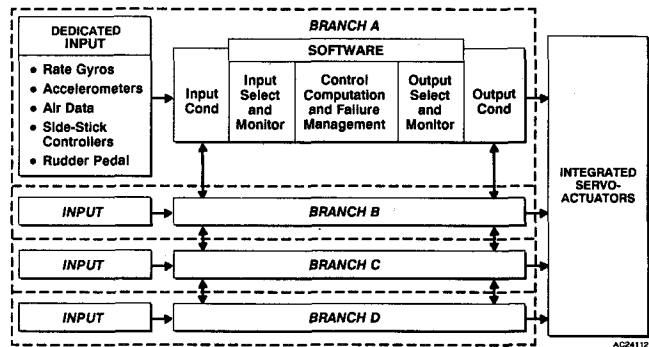 BRANCH A
DEDICATED
INPUT
• Rate Gyros
• Accelerometers
• Air Data
• Side-Stick
Controllers
• Rudder Pedal
SOFTWARE
Input
Cond
Input
Select
and
Monitor
Control
Computation
and Failure
Management
Output
Select
and
Monitor
Output
Cond
INTEGRATED
SERVO-
ACTUATORS
INPUT
BRANCH B
INPUT
BRANCH C
INPUT
BRANCH D
AC24112